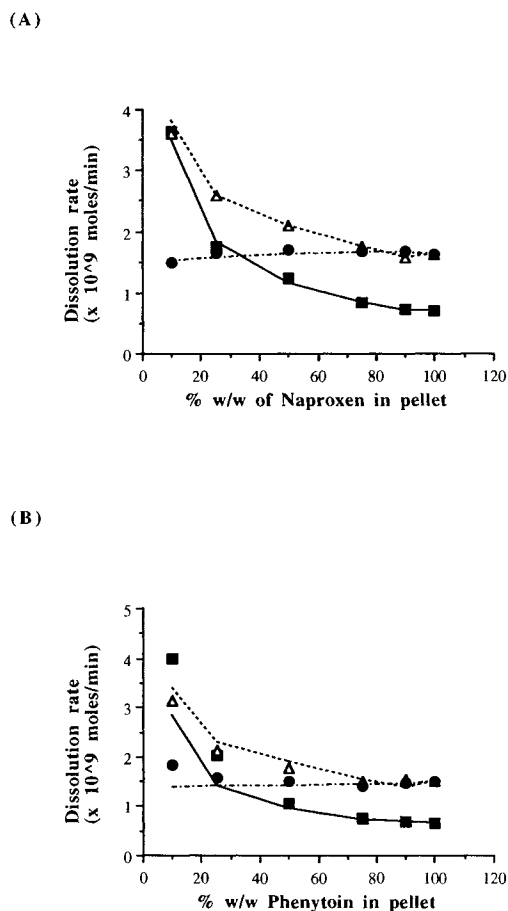 (A)
4
3
2
1
0
Dissolution rate
(x 10^9 moles/min)
0 20 40 60 80 100 120
% w/w of Naproxen in pellet
(B)
5
4
3
2
1
0
Dissolution rate
(x 10^9 moles/min)
0 20 40 60 80 100 120
% w/w Phenytoin in pellet